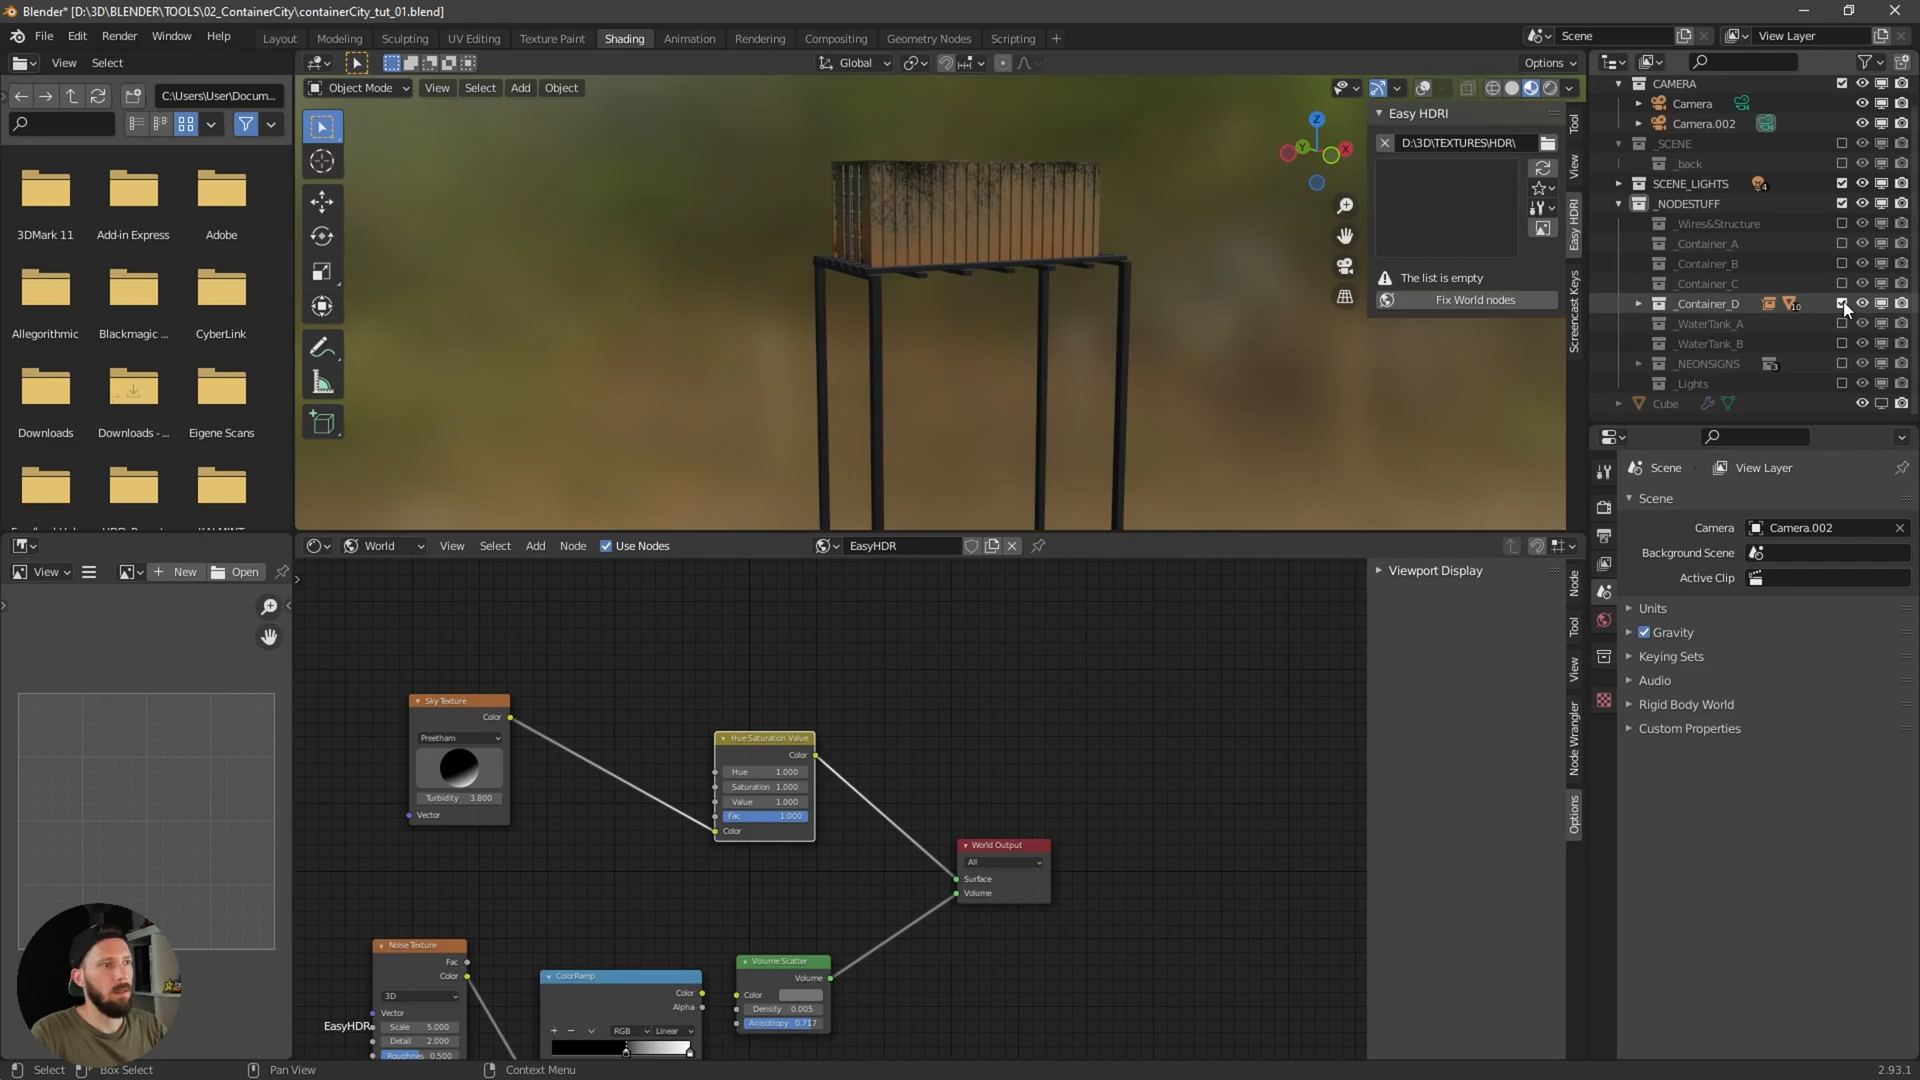 Blender* [D:\3D\BLENDER\TOOLS\02_ContainerCity\containerCity_tut_01.blend]
File Edit Render Window Help
Layout Modeling Sculpting UV Editing Texture Paint Shading Animation Rendering Compositing Geometry Nodes Scripting +
Scene
View Layer
View Select
Global
Options
C:\Users\User\Docum...
Object Mode View Select Add Object
3DMark 11 Add-in Express Adobe
Allegorithmic Blackmagic ... CyberLink
Downloads Downloads - ... Eigene Scans
Easy HDRI
D:\3D\TEXTURES\HDR\
The list is empty
Fix World nodes
Tool
View
Easy HDRI
Screencast Keys
CAMERA
Camera
Camera.002
_SCENE
_back
SCENE_LIGHTS 4
_NODESTUFF
_Wires&Structure
_Container_A
_Container_B
_Container_C
_Container_D 10
_WaterTank_A
_WaterTank_B
_NEONSIGNS 3
_Lights
Cube
Scene View Layer
Scene
Camera Camera.002
Background Scene
Active Clip
Units
Gravity
Keying Sets
Audio
Rigid Body World
Custom Properties
View New Open
World View Select Add Node Use Nodes EasyHDR
Viewport Display
Node
Tool
View
Node Wrangler
Options
Sky Texture
Color
Preetham
Turbidity 3.800
Vector
Hue Saturation Value
Color
Hue 1.000
Saturation 1.000
Value 1.000
Fac 1.000
Color
World Output
All
Surface
Volume
Noise Texture
Fac
Color
3D
Vector
Scale 5.000
Detail 2.000
Roughness 0.500
ColorRamp
Color
Alpha
+ − RGB Linear
Volume Scatter
Volume
Color
Density 0.005
Anisotropy 0.717
EasyHDR
Select Box Select Pan View Context Menu 2.93.1